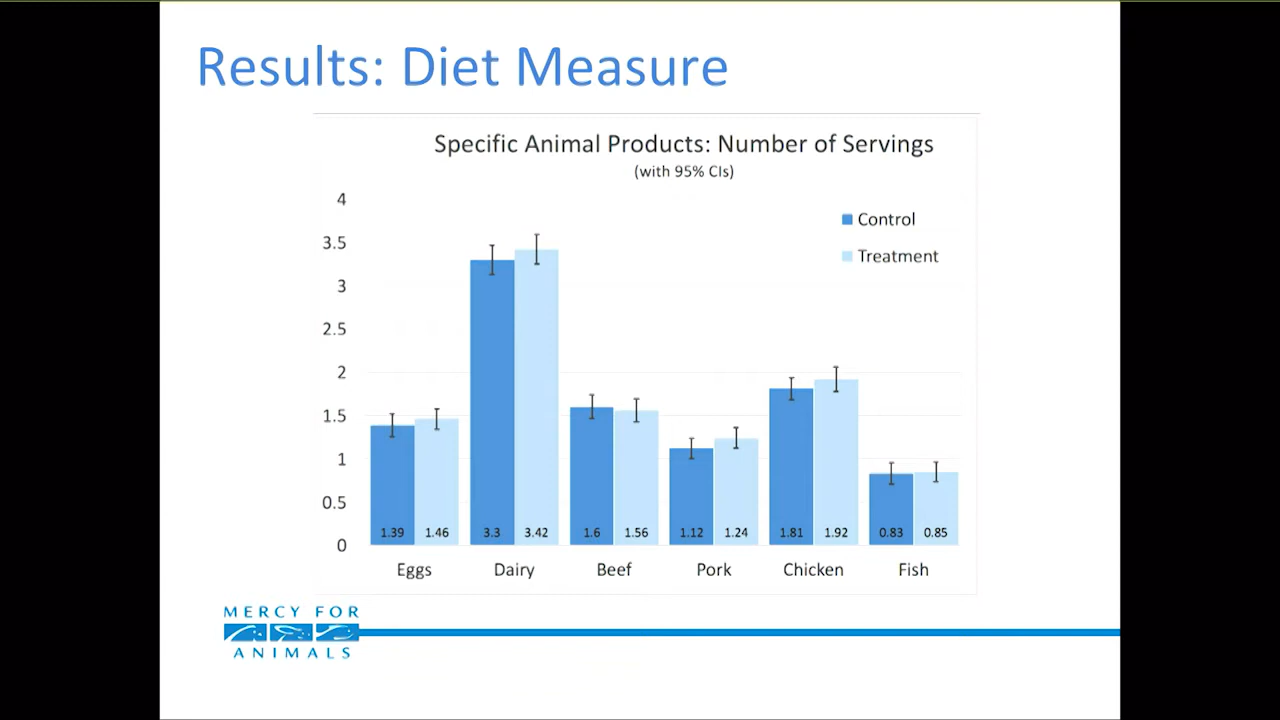 Results: Diet Measure
Specific Animal Products: Number of Servings
(with 95% CIs)
4
3.5
3
2.5
2
1.5
1
0.5
0
Control
Treatment
1.39 1.46 3.3 3.42 1.6 1.56 1.12 1.24 1.81 1.92 0.83 0.85
Eggs Dairy Beef Pork Chicken Fish
MERCY FOR
ANIMALS